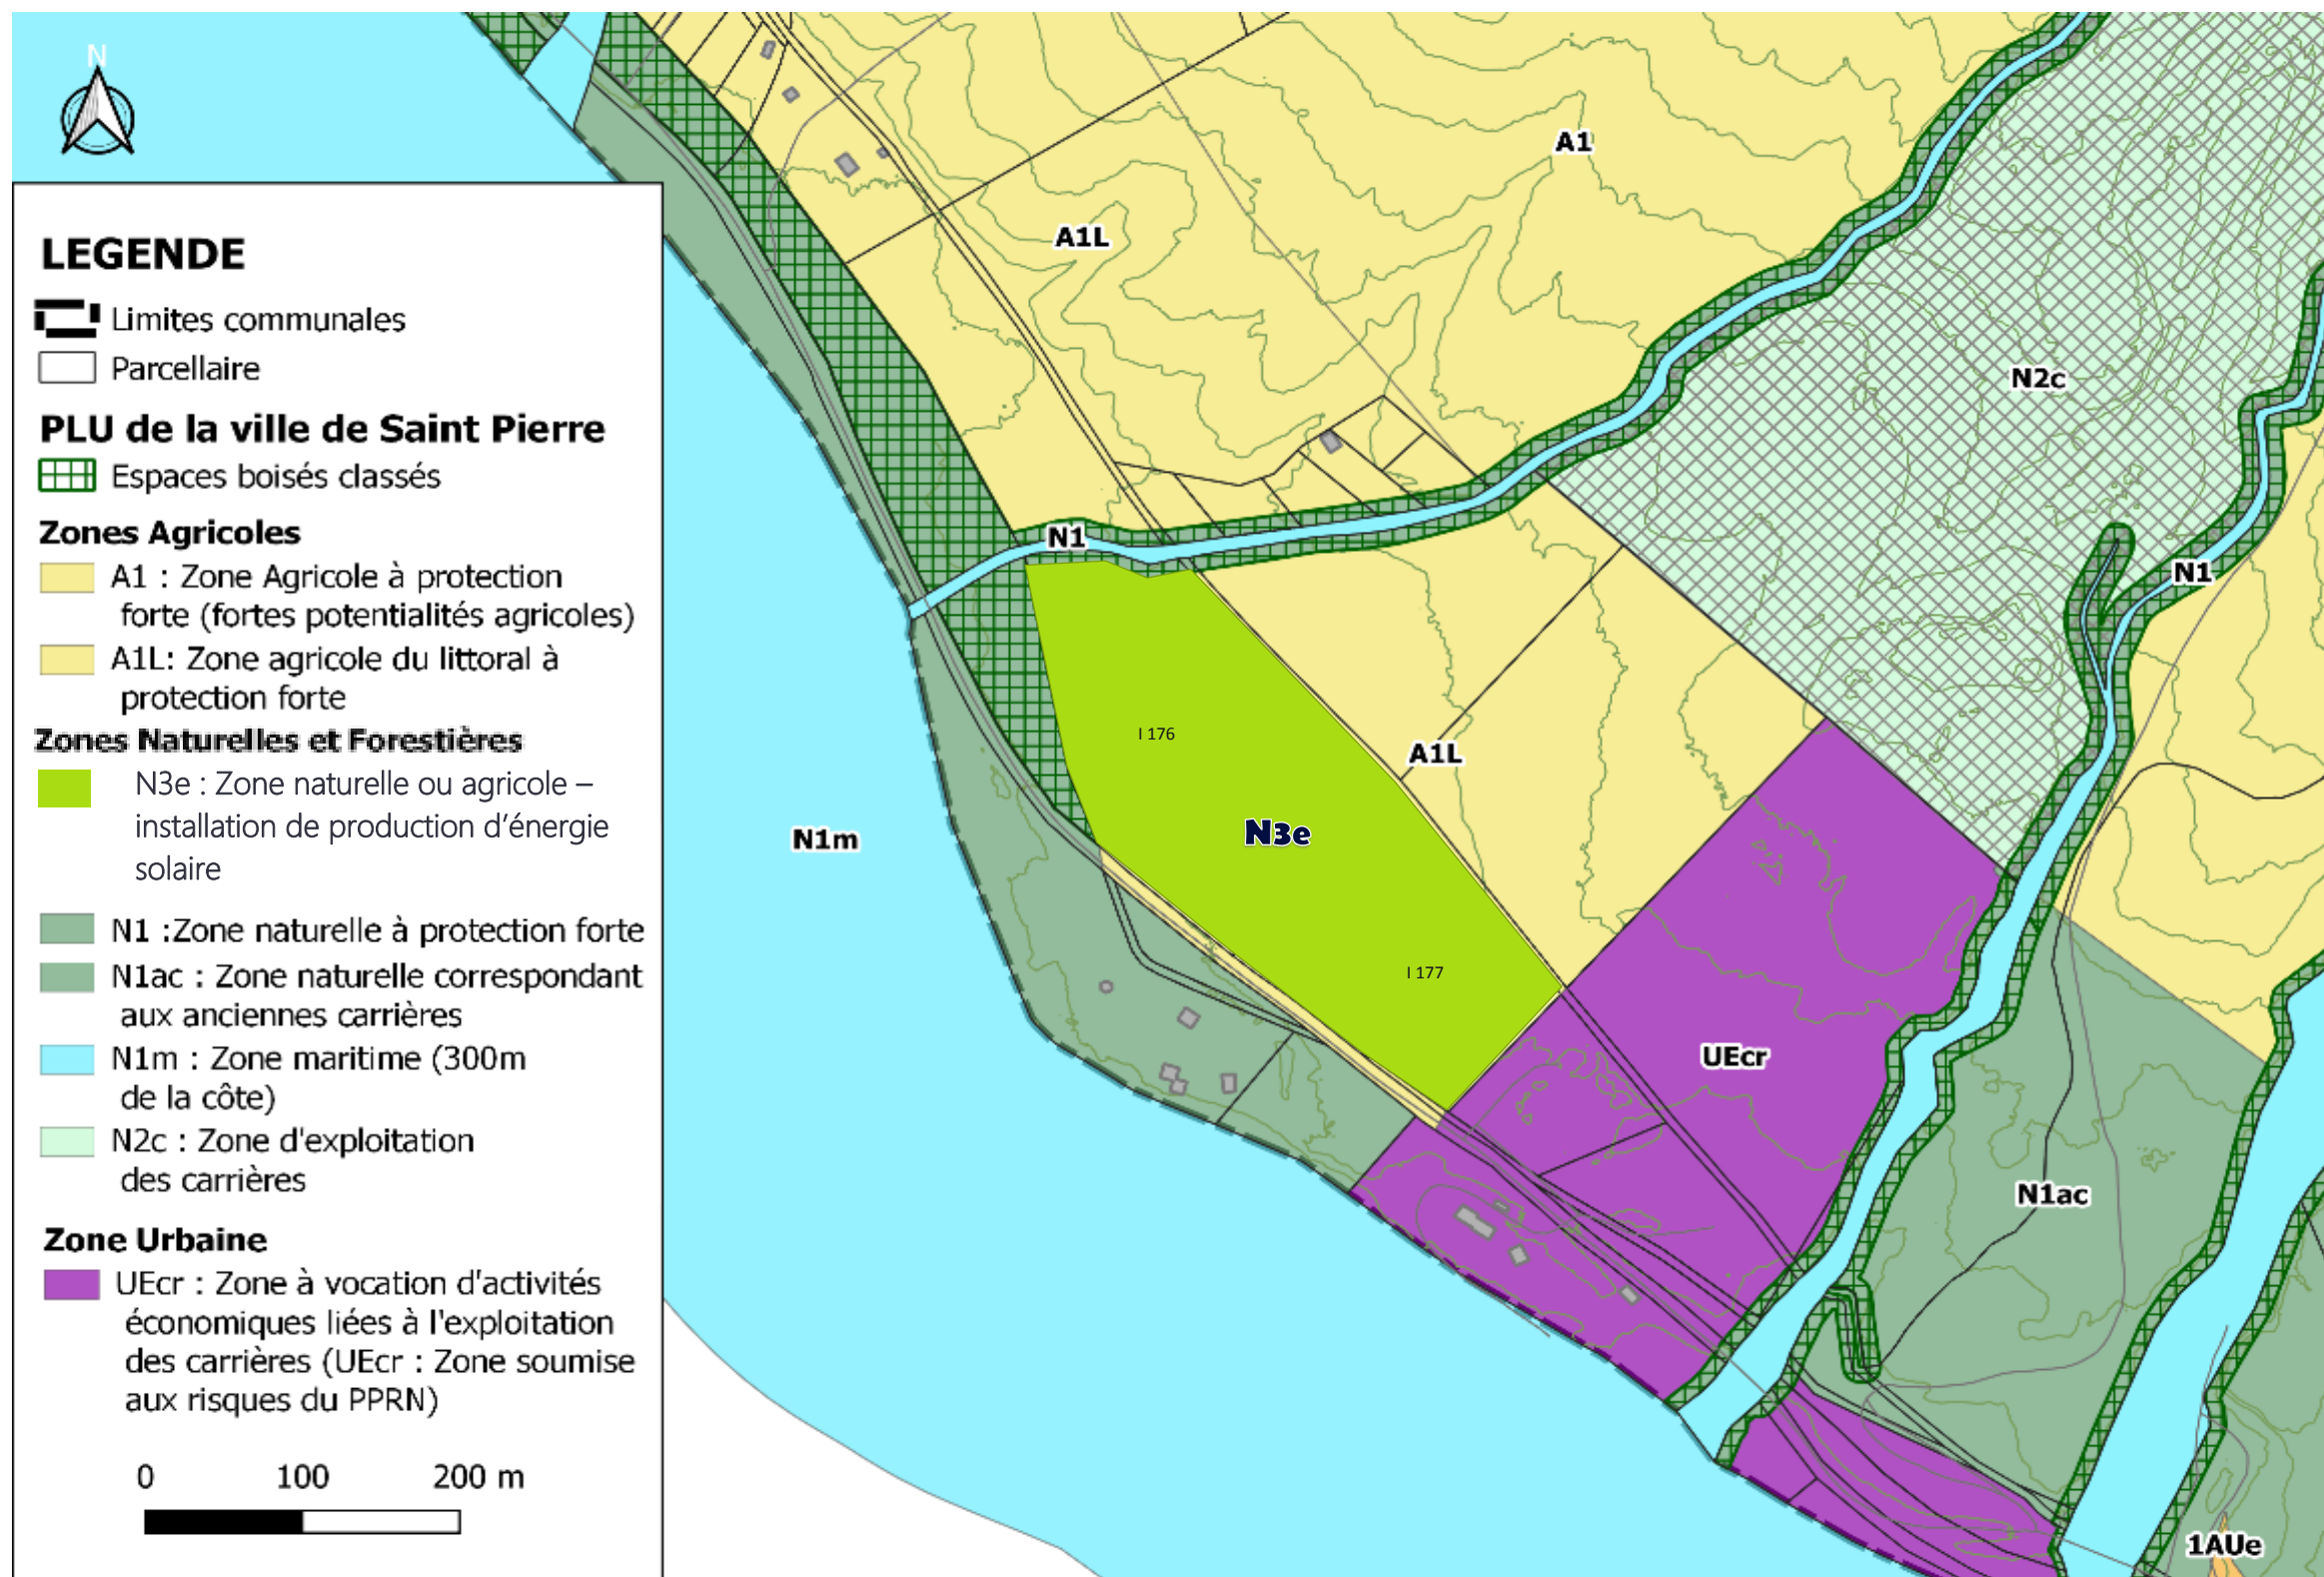 N
LEGENDE
Limites communales
Parcellaire
PLU de la ville de Saint Pierre
Espaces boisés classés
Zones Agricoles
A1 : Zone Agricole à protection
forte (fortes potentialités agricoles)
A1L: Zone agricole du littoral à
protection forte
Zones Naturelles et Forestières
N3e : Zone naturelle ou agricole –
installation de production d'énergie
solaire
N1 :Zone naturelle à protection forte
N1ac : Zone naturelle correspondant
aux anciennes carrières
N1m : Zone maritime (300m
de la côte)
N2c : Zone d'exploitation
des carrières
Zone Urbaine
UEcr : Zone à vocation d'activités
économiques liées à l'exploitation
des carrières (UEcr : Zone soumise
aux risques du PPRN)
0 100 200 m
A1
A1L
N2c
N1
N1
I 176
A1L
N3e
N1m
I 177
UEcr
N1ac
1AUe